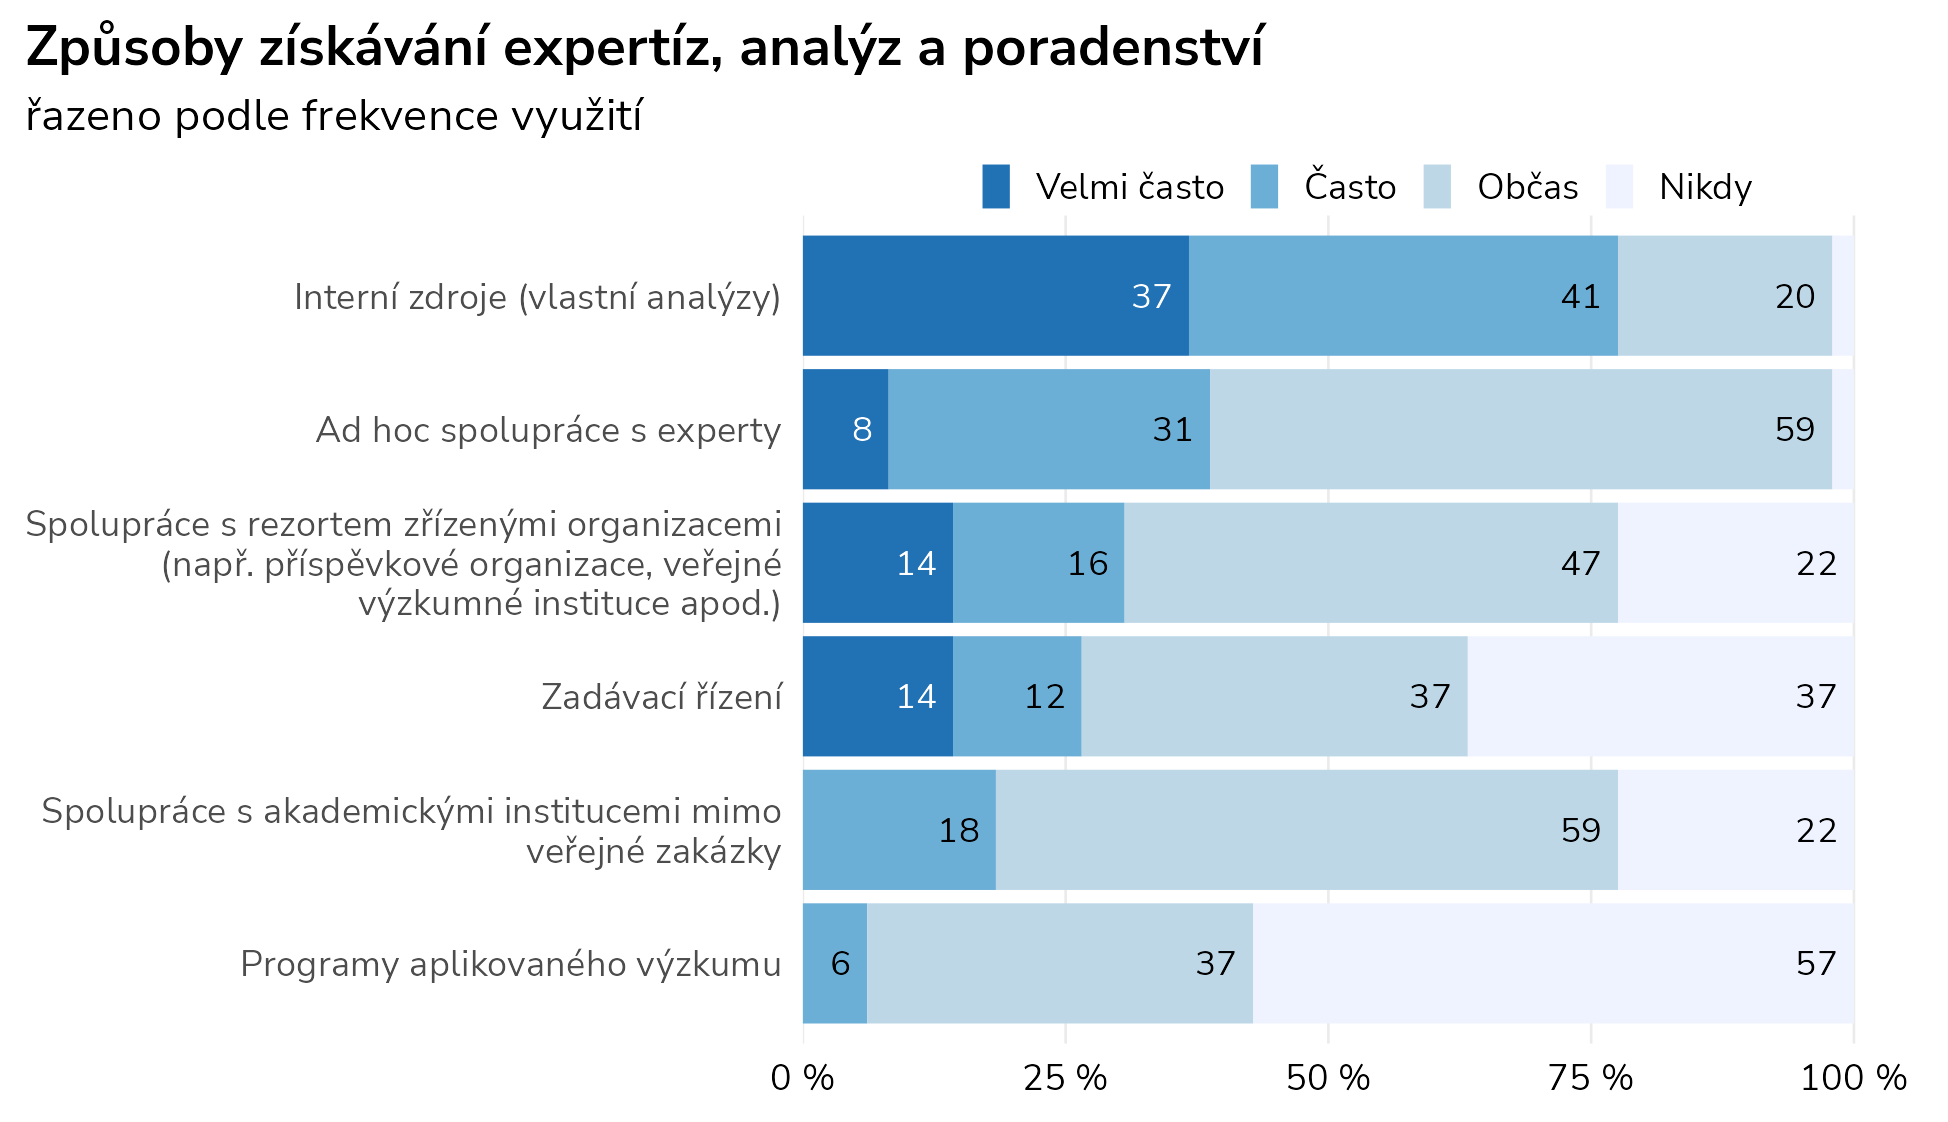 Způsoby získávání expertíz, analýz a poradenství
řazeno podle frekvence využití
Velmi často Často Občas Nikdy
Interní zdroje (vlastní analýzy) 37 41 20
Ad hoc spolupráce s experty 8 31 59
Spolupráce s rezortem zřízenými organizacemi
(např. příspěvkové organizace, veřejné 14 16 47 22
výzkumné instituce apod.)
Zadávací řízení 14 12 37 37
Spolupráce s akademickými institucemi mimo
veřejné zakázky
18 59 22
Programy aplikovaného výzkumu 6 37 57
0 % 25 % 50 % 75 % 100 %